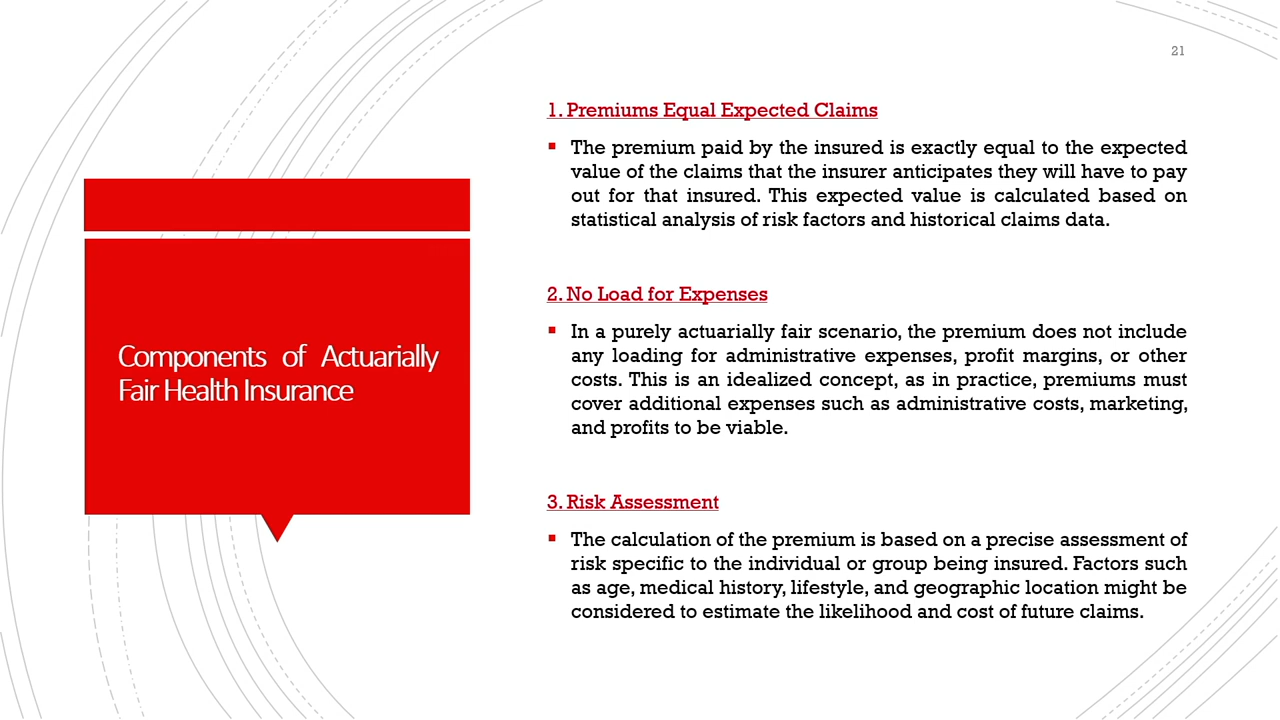 21
Components of Actuarially
Fair Health Insurance
1. Premiums Equal Expected Claims
▪ The premium paid by the insured is exactly equal to the expected
value of the claims that the insurer anticipates they will have to pay
out for that insured. This expected value is calculated based on
statistical analysis of risk factors and historical claims data.
2. No Load for Expenses
▪ In a purely actuarially fair scenario, the premium does not include
any loading for administrative expenses, profit margins, or other
costs. This is an idealized concept, as in practice, premiums must
cover additional expenses such as administrative costs, marketing,
and profits to be viable.
3. Risk Assessment
▪ The calculation of the premium is based on a precise assessment of
risk specific to the individual or group being insured. Factors such
as age, medical history, lifestyle, and geographic location might be
considered to estimate the likelihood and cost of future claims.